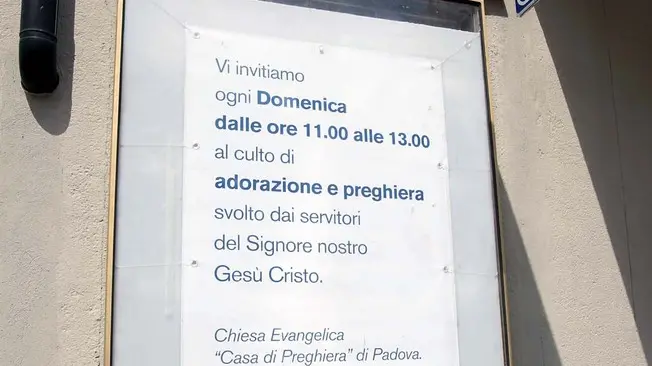 Vi invitiamo
ogni Domenica
dalle ore 11.00 alle 13.00
al culto di
adorazione e preghiera
svolto dai servitori
del Signore nostro
Gesù Cristo.
Chiesa Evangelica
“Casa di Preghiera” di Padova.